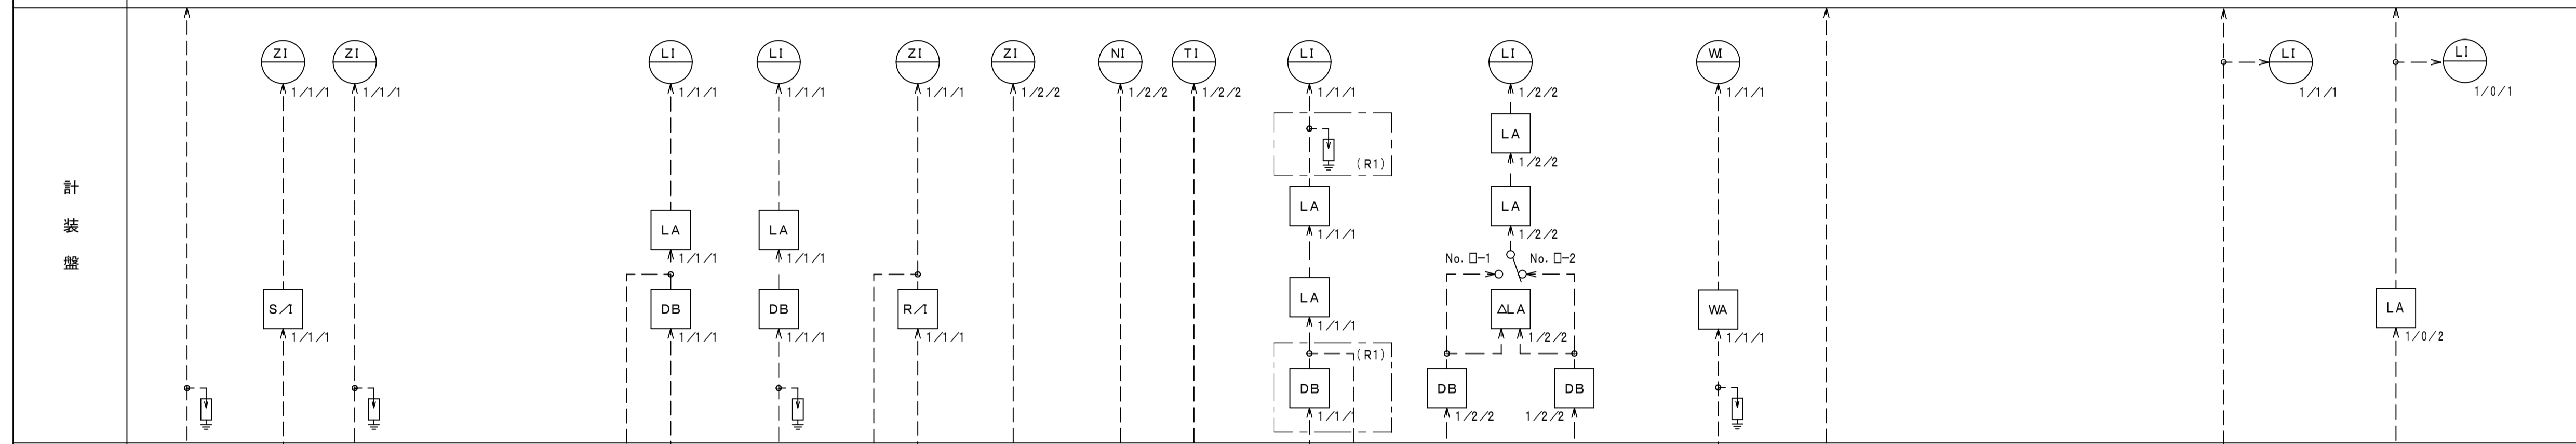 計
装
盤
ZI ZI LI LI ZI ZI NI TI LI LI WI LI LI
1/1/1 1/1/1 1/1/1 1/1/1 1/1/1 1/2/2 1/2/2 1/2/2 1/1/1 1/2/2 1/1/1 1/1/1 1/0/1
LA
(R1) 1/2/2
LA LA
LA LA 1/1/1 1/2/2
1/1/1 1/1/1 No. □-1 No. □-2
S/I DB DB R/I LA ΔLA WA LA
1/1/1 1/1/1 1/1/1 1/1/1 1/1/1 1/2/2 1/1/1 1/0/2
(R1)
DB DB DB
1/1/1 1/2/2 1/2/2